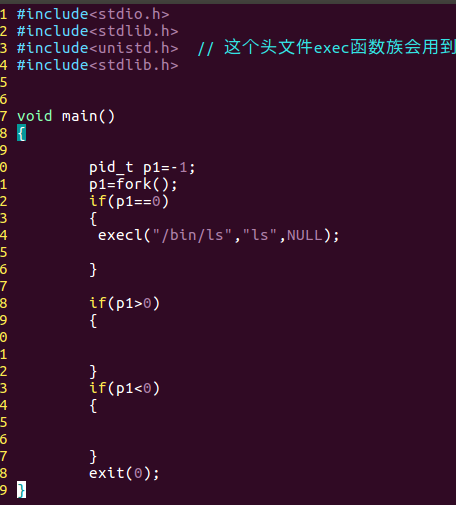 1 #include<stdio.h>
2 #include<stdlib.h>
3 #include<unistd.h>  // 这个头文件exec函数族会用到
4 #include<stdlib.h>
5
6
7 void main()
8 {
9
0         pid_t p1=-1;
1         p1=fork();
2         if(p1==0)
3         {
4          execl("/bin/ls","ls",NULL);
5
6         }
7
8         if(p1>0)
9         {
0
1
2         }
3         if(p1<0)
4         {
5
6
7         }
8         exit(0);
9 }